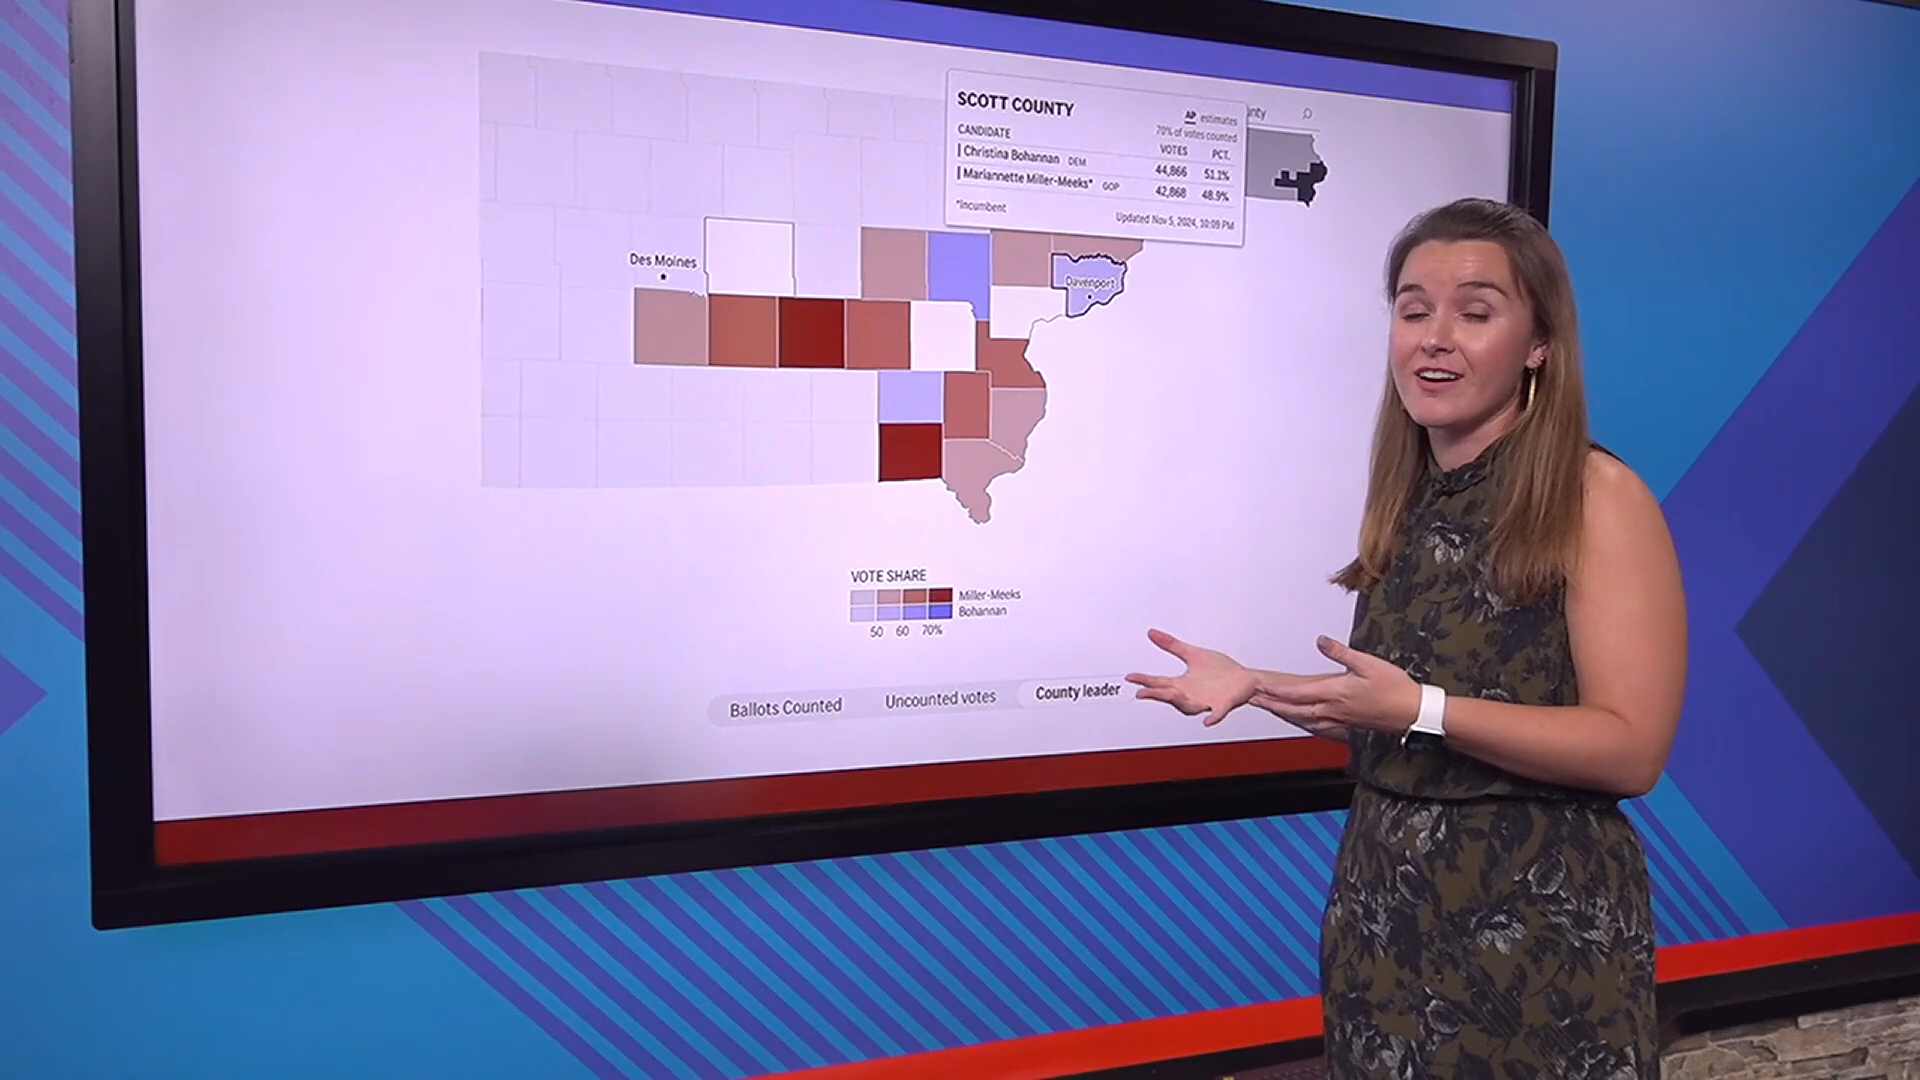 SCOTT COUNTY
AP estimates
70% of votes counted
CANDIDATE VOTES PCT.
Christina Bohannan DEM 44,866 51.1%
Mariannette Miller-Meeks* GOP 42,868 48.9%
*Incumbent
Updated Nov 5, 2024, 10:09 PM
Des Moines
Davenport
VOTE SHARE
Miller-Meeks
Bohannan
50 60 70%
Ballots Counted Uncounted votes County leader